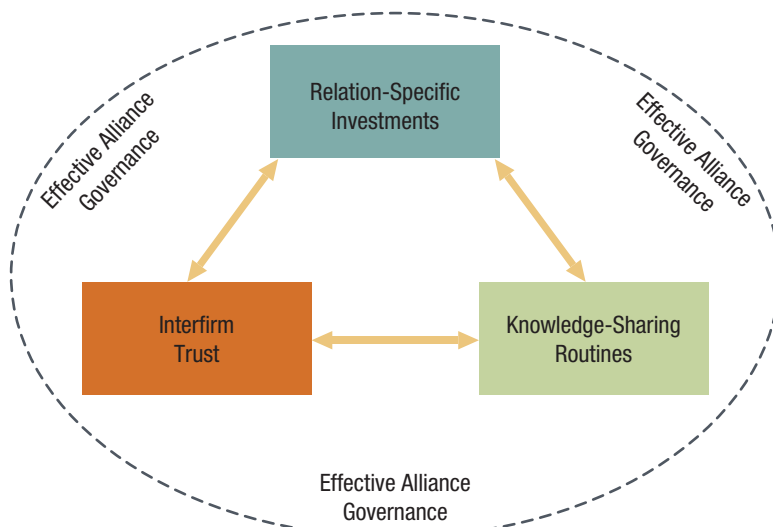 Relation-Specific
Investments
Effective Alliance
Governance
Effective Alliance
Governance
Interfirm
Trust
Knowledge-Sharing
Routines
Effective Alliance
Governance